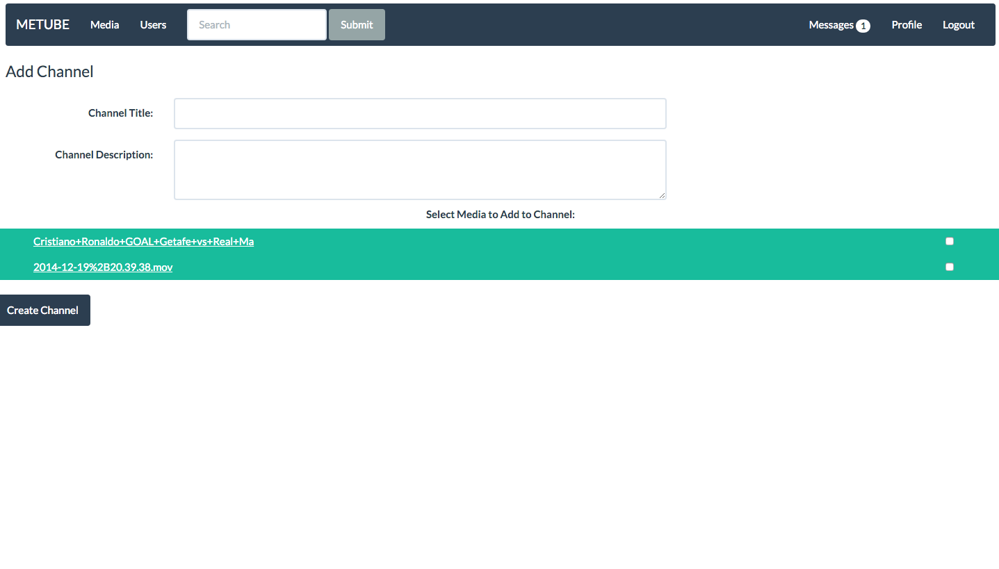 METUBE Media Users Search Submit Messages 1 Profile Logout
Add Channel
Channel Title:
Channel Description:
Select Media to Add to Channel:
Cristiano+Ronaldo+GOAL+Getafe+vs+Real+Ma
2014-12-19%2B20.39.38.mov
Create Channel